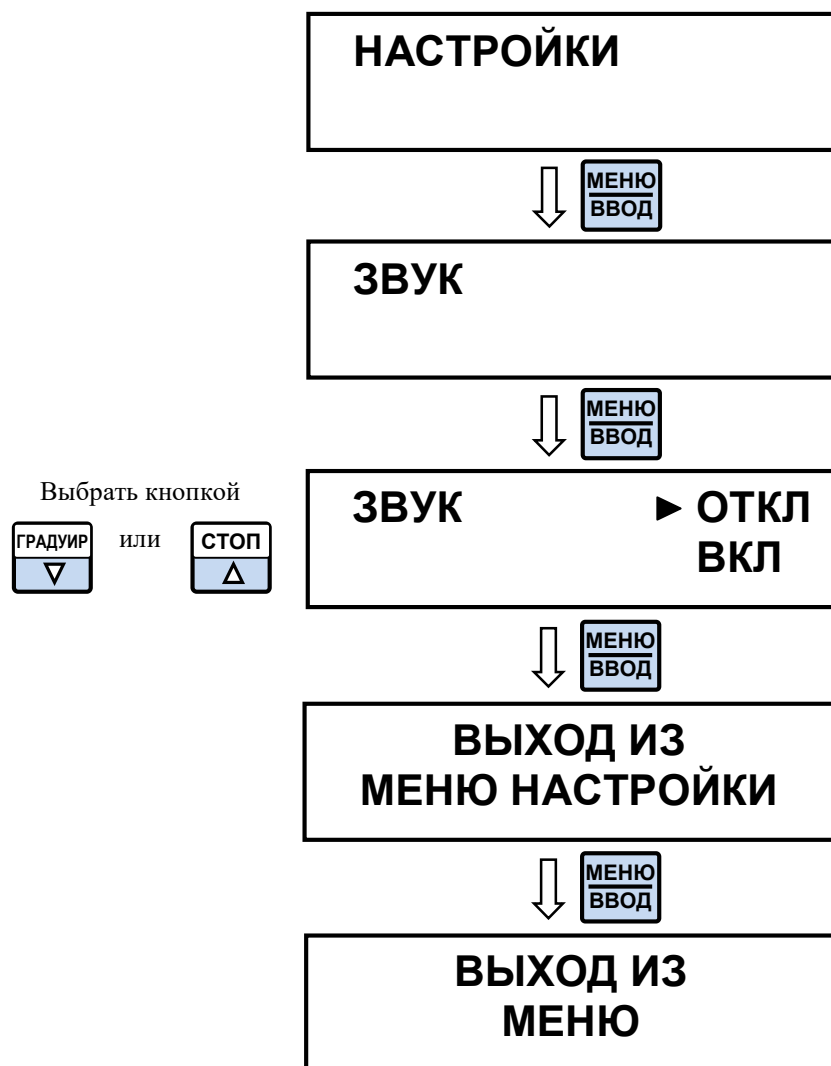 НАСТРОЙКИ
МЕНЮ
ВВОД
ЗВУК
МЕНЮ
ВВОД
Выбрать кнопкой
ГРАДУИР или СТОП
ЗВУК ► ОТКЛ
ВКЛ
МЕНЮ
ВВОД
ВЫХОД ИЗ
МЕНЮ НАСТРОЙКИ
МЕНЮ
ВВОД
ВЫХОД ИЗ
МЕНЮ